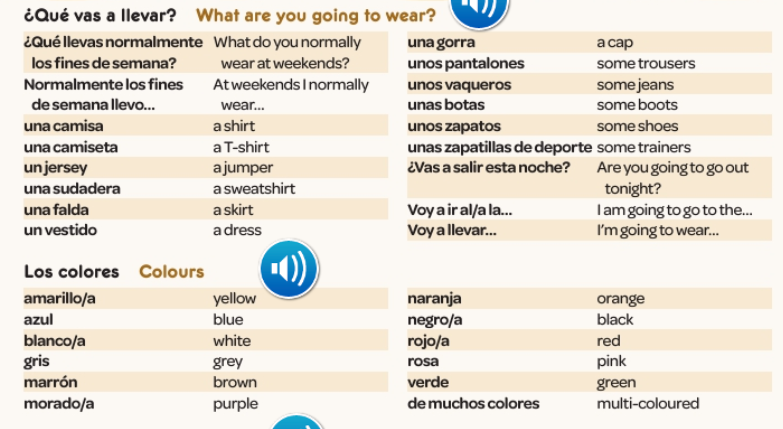 ¿Qué vas a llevar? What are you going to wear?
¿Qué llevas normalmente What do you normally
los fines de semana? wear at weekends?
Normalmente los fines At weekends I normally
de semana llevo... wear...
una camisa a shirt
una camiseta a T-shirt
un jersey a jumper
una sudadera a sweatshirt
una falda a skirt
un vestido a dress
una gorra a cap
unos pantalones some trousers
unos vaqueros some jeans
unas botas some boots
unos zapatos some shoes
unas zapatillas de deporte some trainers
¿Vas a salir esta noche? Are you going to go out
tonight?
Voy a ir al/a la... I am going to go to the...
Voy a llevar... I'm going to wear...
Los colores Colours
amarillo/a yellow
azul blue
blanco/a white
gris grey
marrón brown
morado/a purple
naranja orange
negro/a black
rojo/a red
rosa pink
verde green
de muchos colores multi-coloured